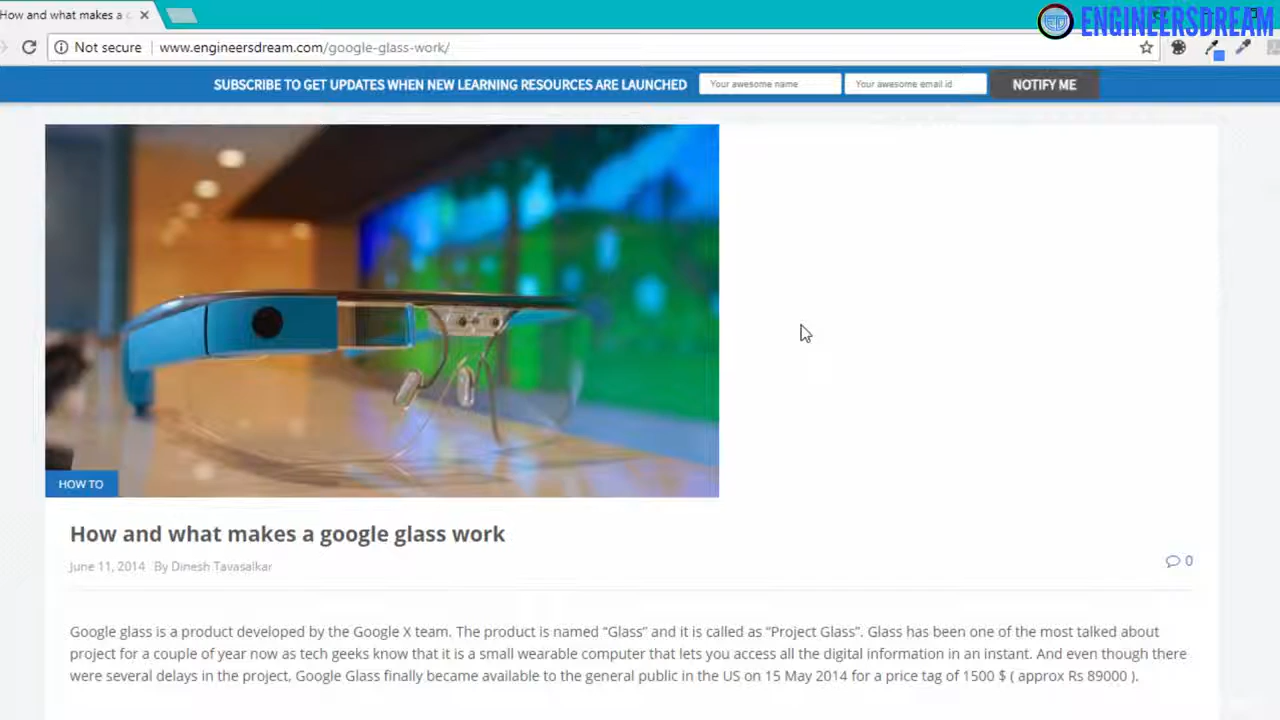 How and what makes a
ENGINEERSDREAM
Not secure www.engineersdream.com/google-glass-work/
SUBSCRIBE TO GET UPDATES WHEN NEW LEARNING RESOURCES ARE LAUNCHED Your awesome name Your awesome email id NOTIFY ME
HOW TO
How and what makes a google glass work
June 11, 2014 By Dinesh Tavasalkar 0
Google glass is a product developed by the Google X team. The product is named “Glass” and it is called as “Project Glass”. Glass has been one of the most talked about
project for a couple of year now as tech geeks know that it is a small wearable computer that lets you access all the digital information in an instant. And even though there
were several delays in the project, Google Glass finally became available to the general public in the US on 15 May 2014 for a price tag of 1500 $ ( approx Rs 89000 ).